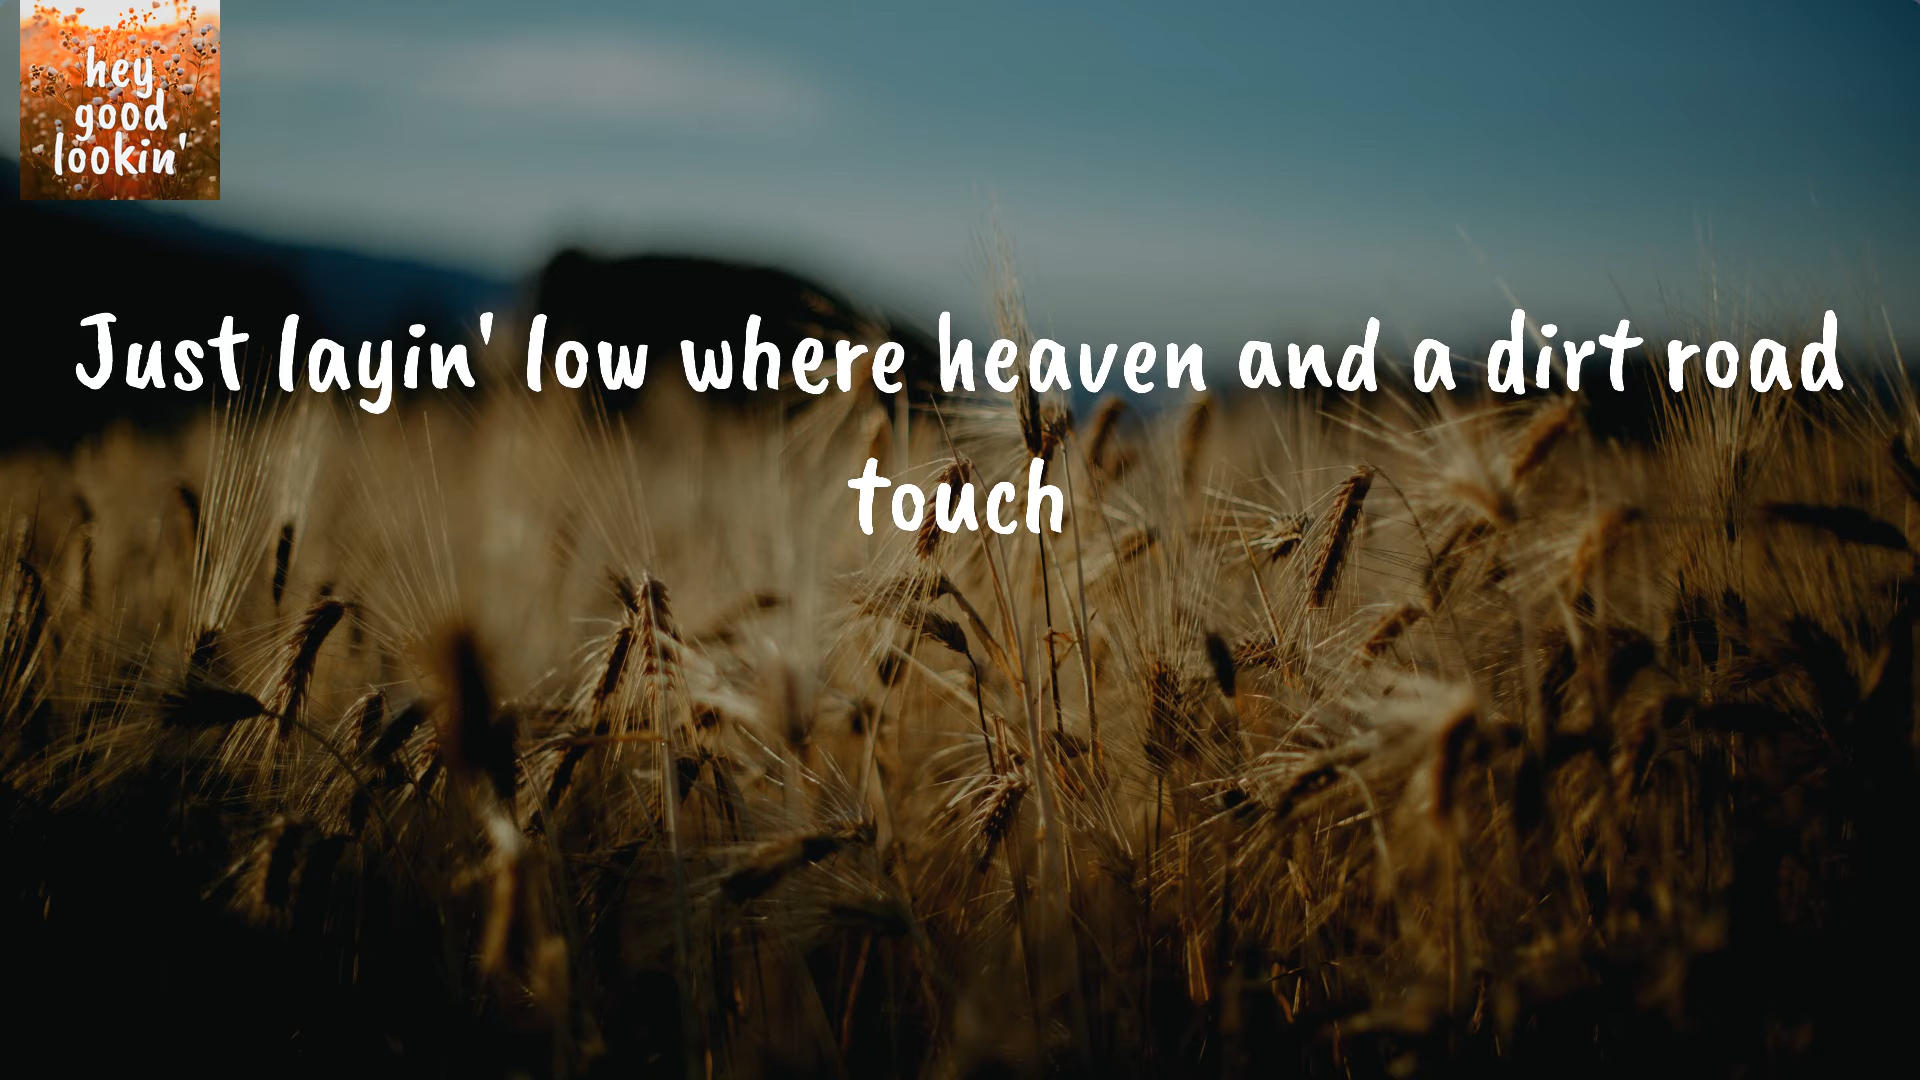 hey
good
lookin'
Just layin' low where heaven and a dirt road
touch